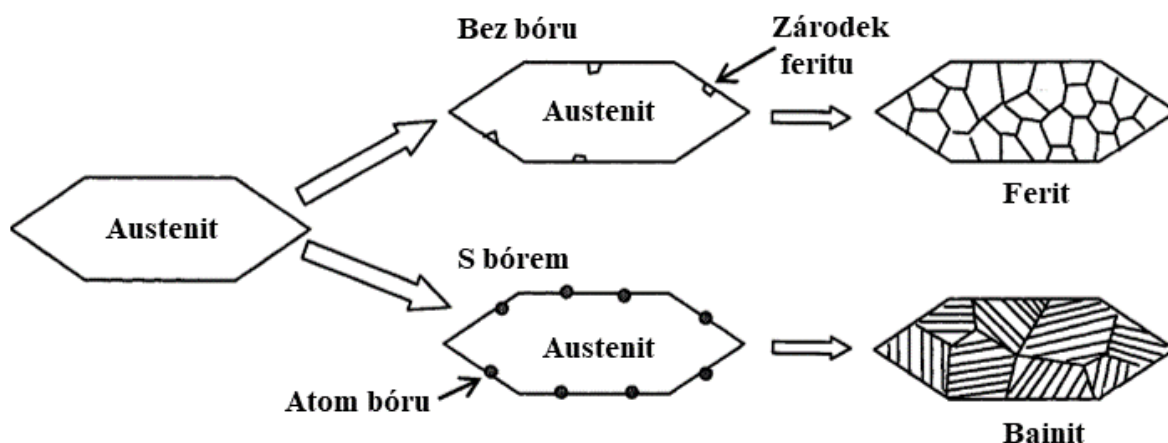 Bez bóru
Zárodek
feritu
Austenit
Ferit
Austenit
S bórem
Austenit
Atom bóru
Bainit